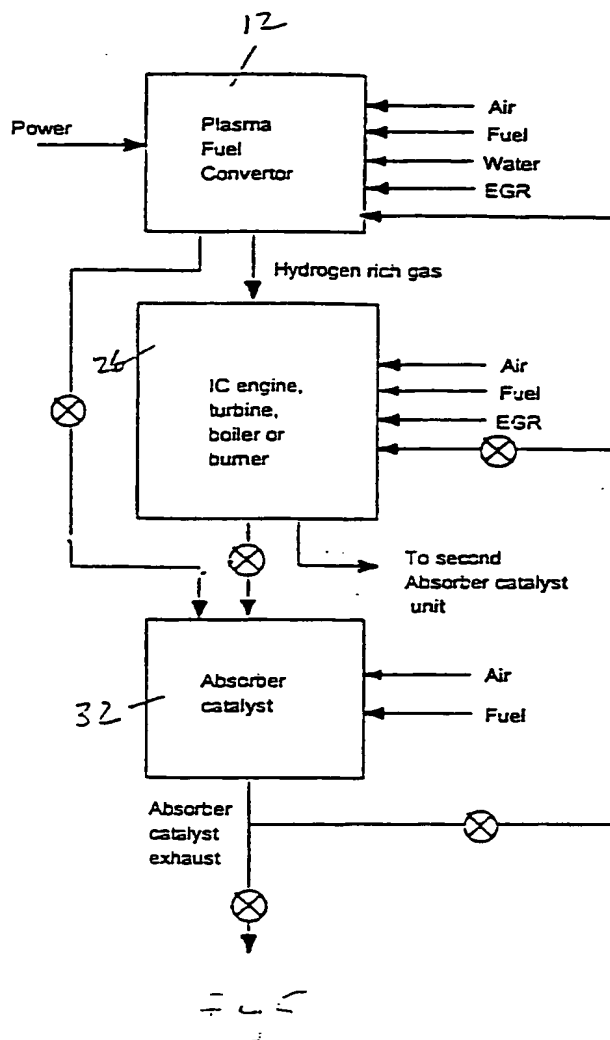 12
Power
Plasma
Fuel
Convertor
Air
Fuel
Water
EGR
Hydrogen rich gas
26
IC engine,
turbine,
boiler or
burner
Air
Fuel
EGR
To second
Absorber catalyst
unit
32
Absorber
catalyst
Air
Fuel
Absorber
catalyst
exhaust